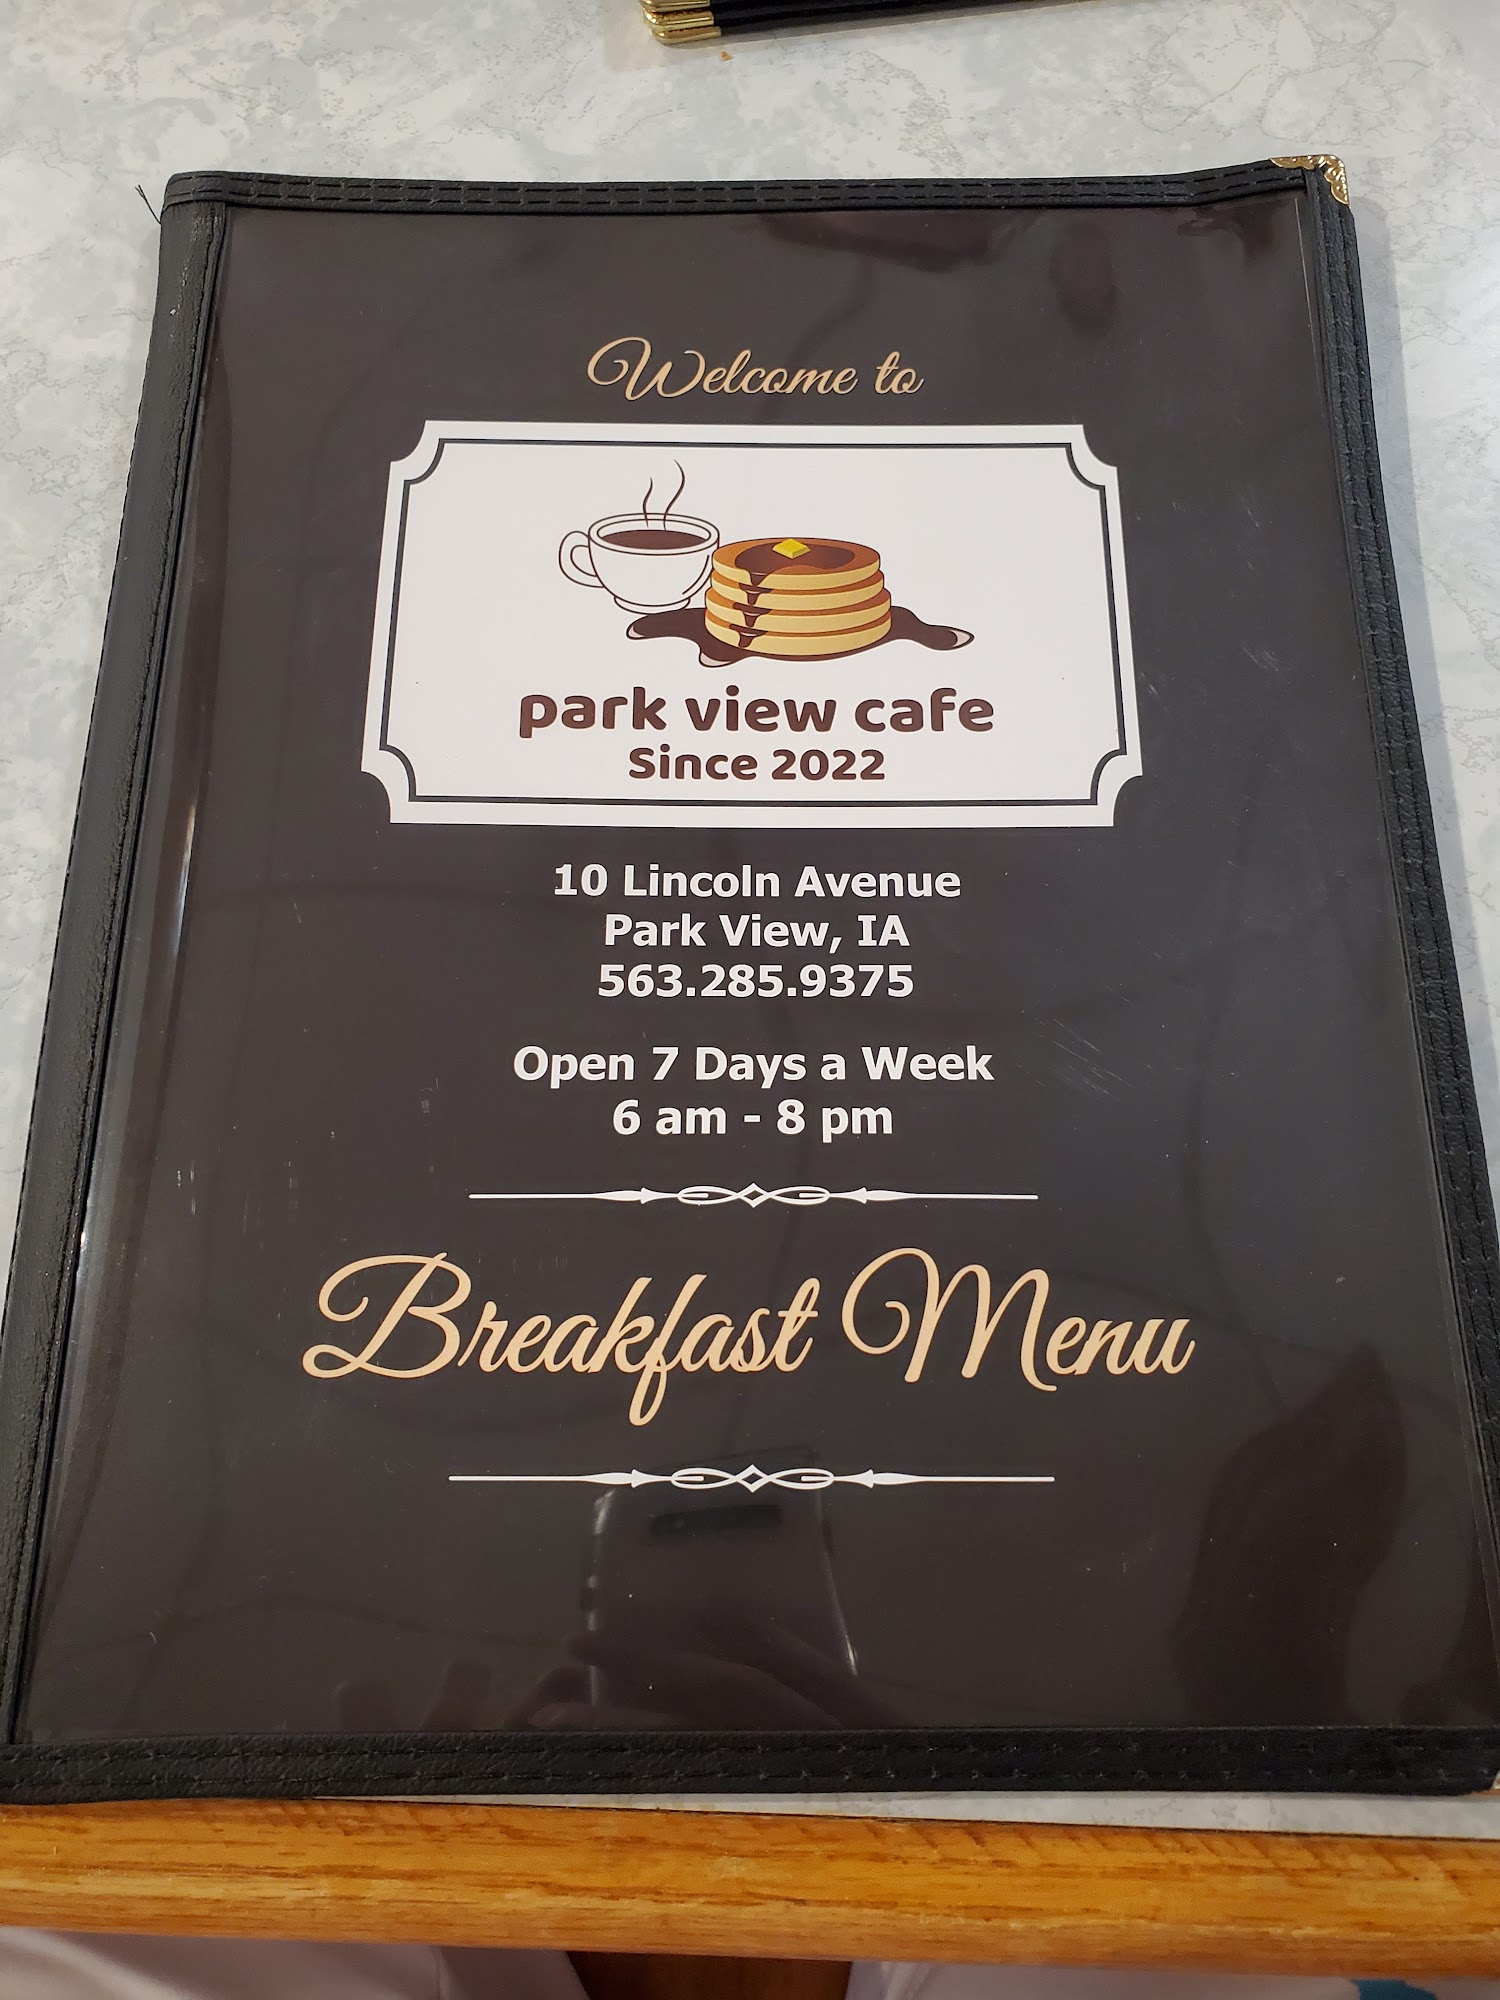 Welcome to
park view cafe
Since 2022
10 Lincoln Avenue
Park View, IA
563.285.9375
Open 7 Days a Week
6 am - 8 pm
Breakfast Menu